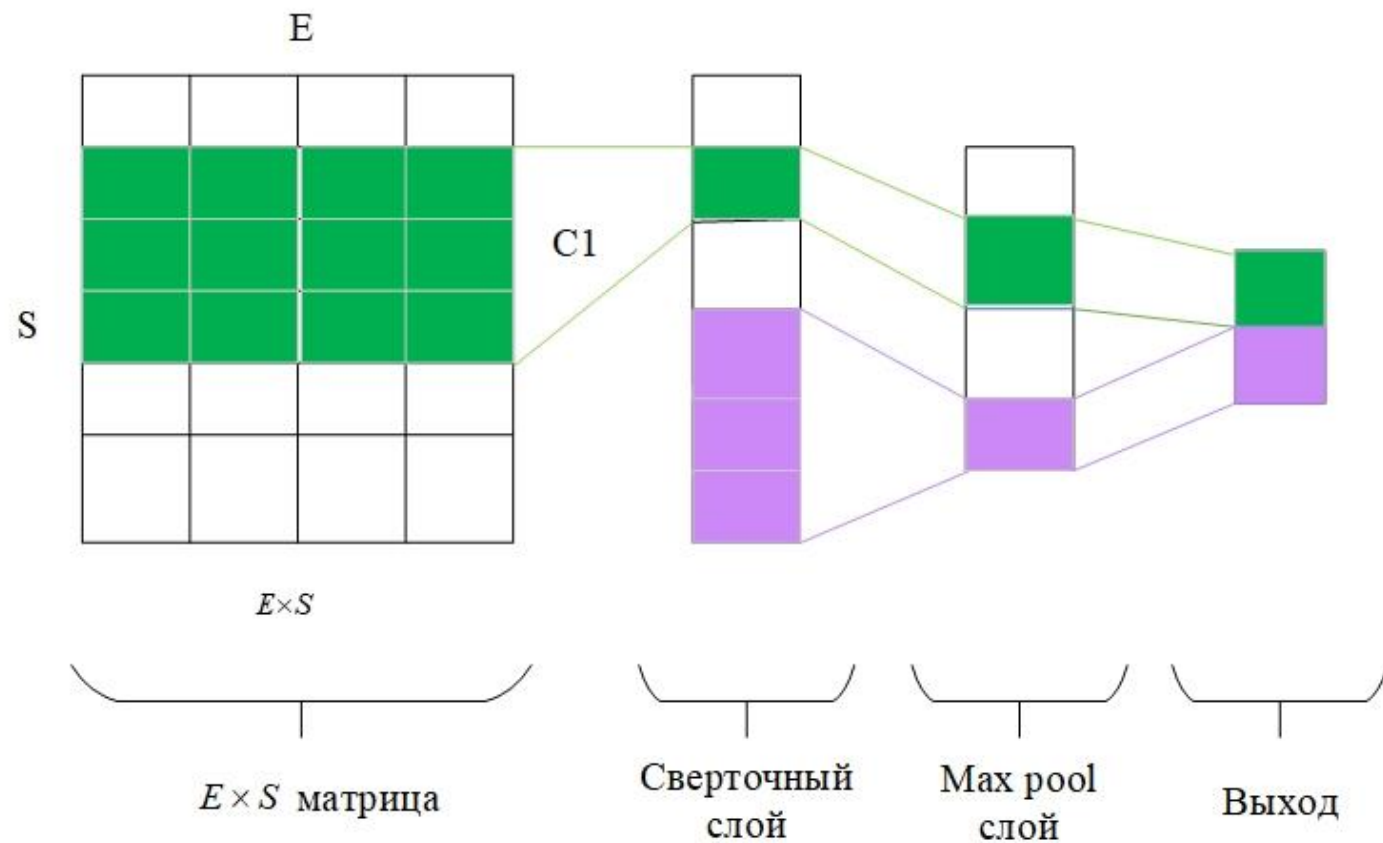 E
C1
S
E×S
E × S матрица
Сверточный
слой
Max pool
слой
Выход